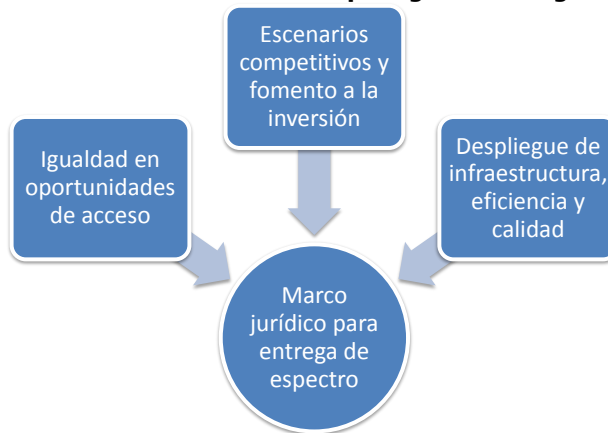 Escenarios
competitivos y
fomento a la
inversión
Igualdad en
oportunidades
de acceso
Despliegue de
infraestructura,
eficiencia y
calidad
Marco
jurídico para
entrega de
espectro